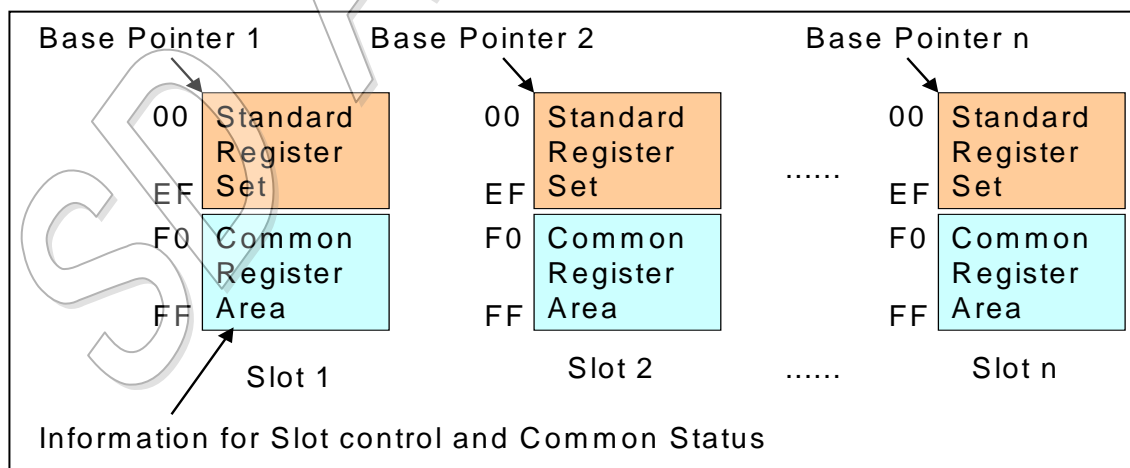 Base Pointer 1 Base Pointer 2 Base Pointer n
00 Standard Register Set EF
F0 Common Register Area FF
Slot 1
00 Standard Register Set EF
F0 Common Register Area FF
Slot 2
......
......
00 Standard Register Set EF
F0 Common Register Area FF
Slot n
Information for Slot control and Common Status
SD A